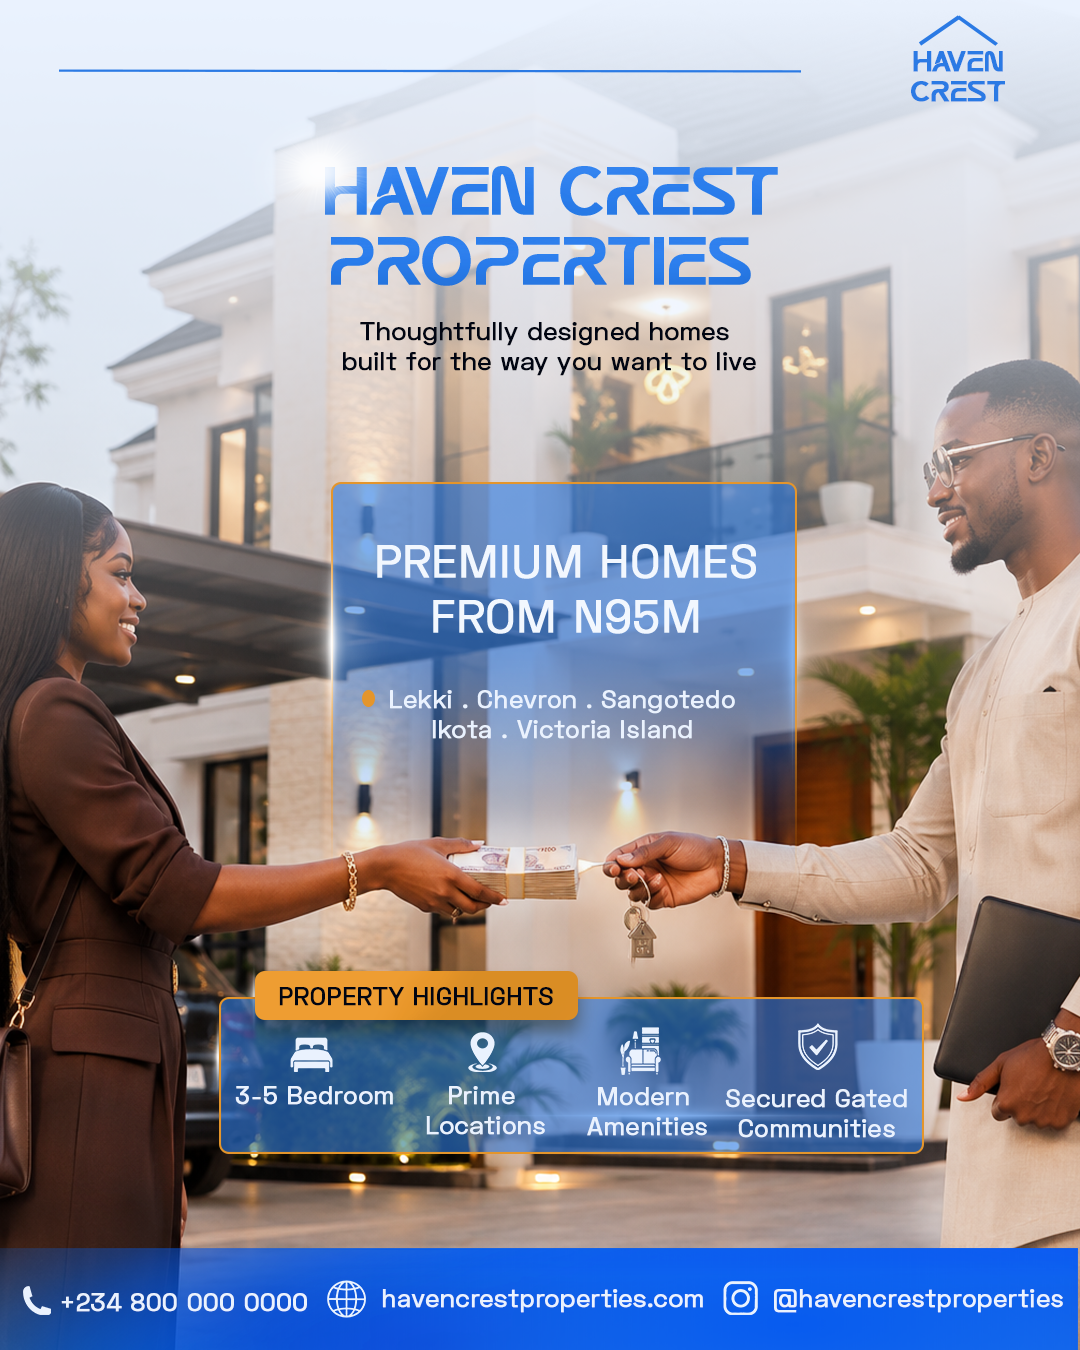 HAVEN
CREST
HAVEN CREST
PROPERTIES
Thoughtfully designed homes
built for the way you want to live
PREMIUM HOMES
FROM N95M
Lekki . Chevron . Sangotedo
Ikota . Victoria Island
PROPERTY HIGHLIGHTS
3-5 Bedroom
Prime
Locations
Modern
Amenities
Secured Gated
Communities
+234 800 000 0000
havencrestproperties.com
@havencrestproperties